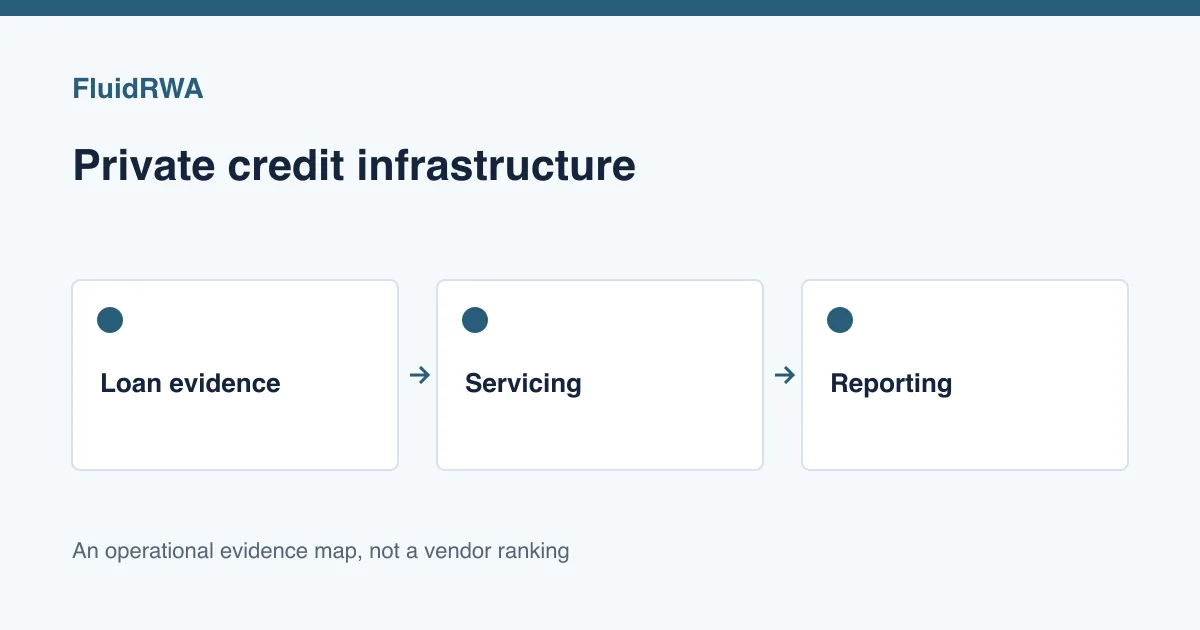 FluidRWA
Private credit infrastructure
Loan evidence
Servicing
Reporting
An operational evidence map, not a vendor ranking